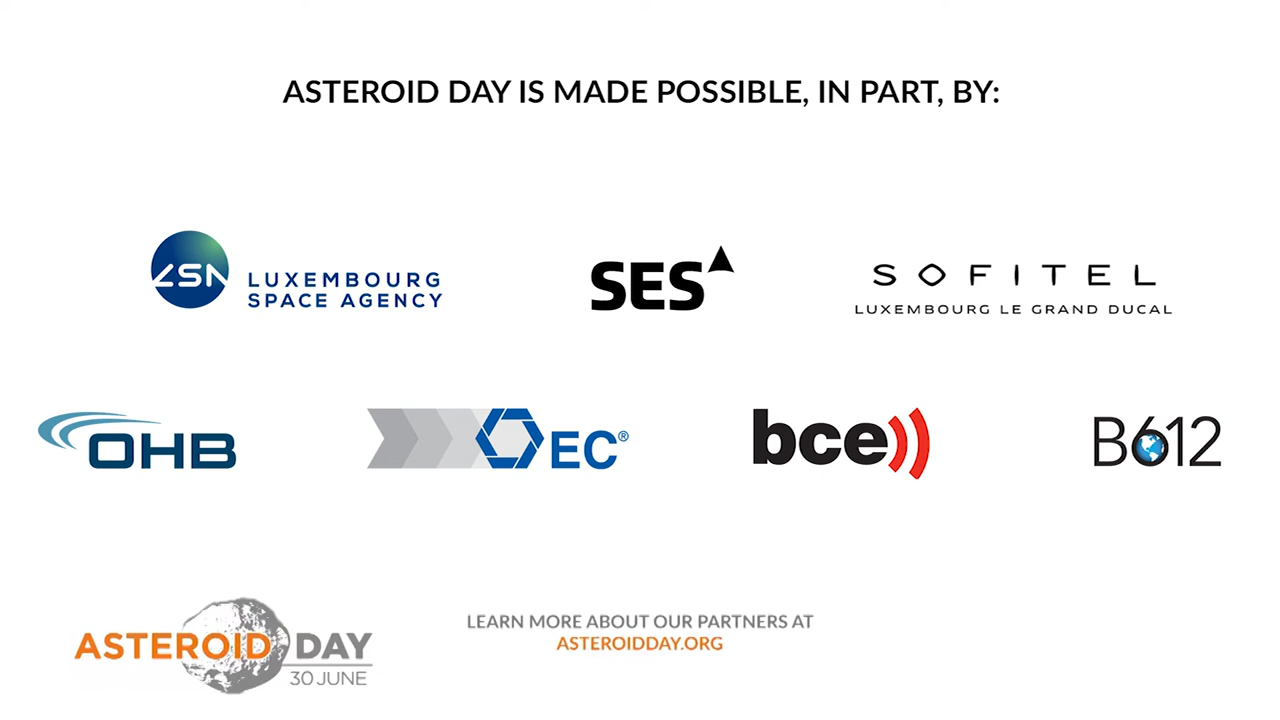 ASTEROID DAY IS MADE POSSIBLE, IN PART, BY:
LSA
LUXEMBOURG
SPACE AGENCY
SES
SOFITEL
LUXEMBOURG LE GRAND DUCAL
OHB
EC®
bce
B612
ASTEROID DAY
30 JUNE
LEARN MORE ABOUT OUR PARTNERS AT
ASTEROIDDAY.ORG